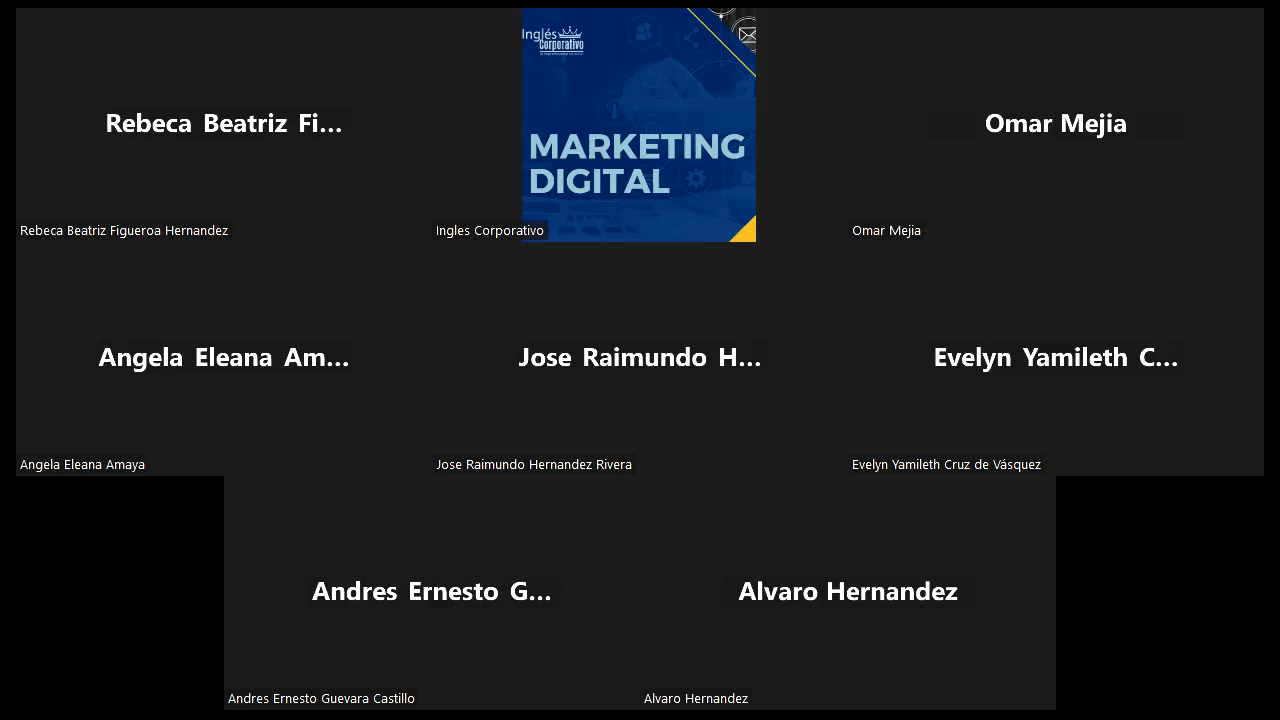 Rebeca Beatriz Fi...
Rebeca Beatriz Figueroa Hernandez
Inglés
Corporativo
MARKETING
DIGITAL
Ingles Corporativo
Omar Mejia
Omar Mejia
Angela Eleana Am...
Angela Eleana Amaya
Jose Raimundo H...
Jose Raimundo Hernandez Rivera
Evelyn Yamileth C...
Evelyn Yamileth Cruz de Vásquez
Andres Ernesto G...
Andres Ernesto Guevara Castillo
Alvaro Hernandez
Alvaro Hernandez